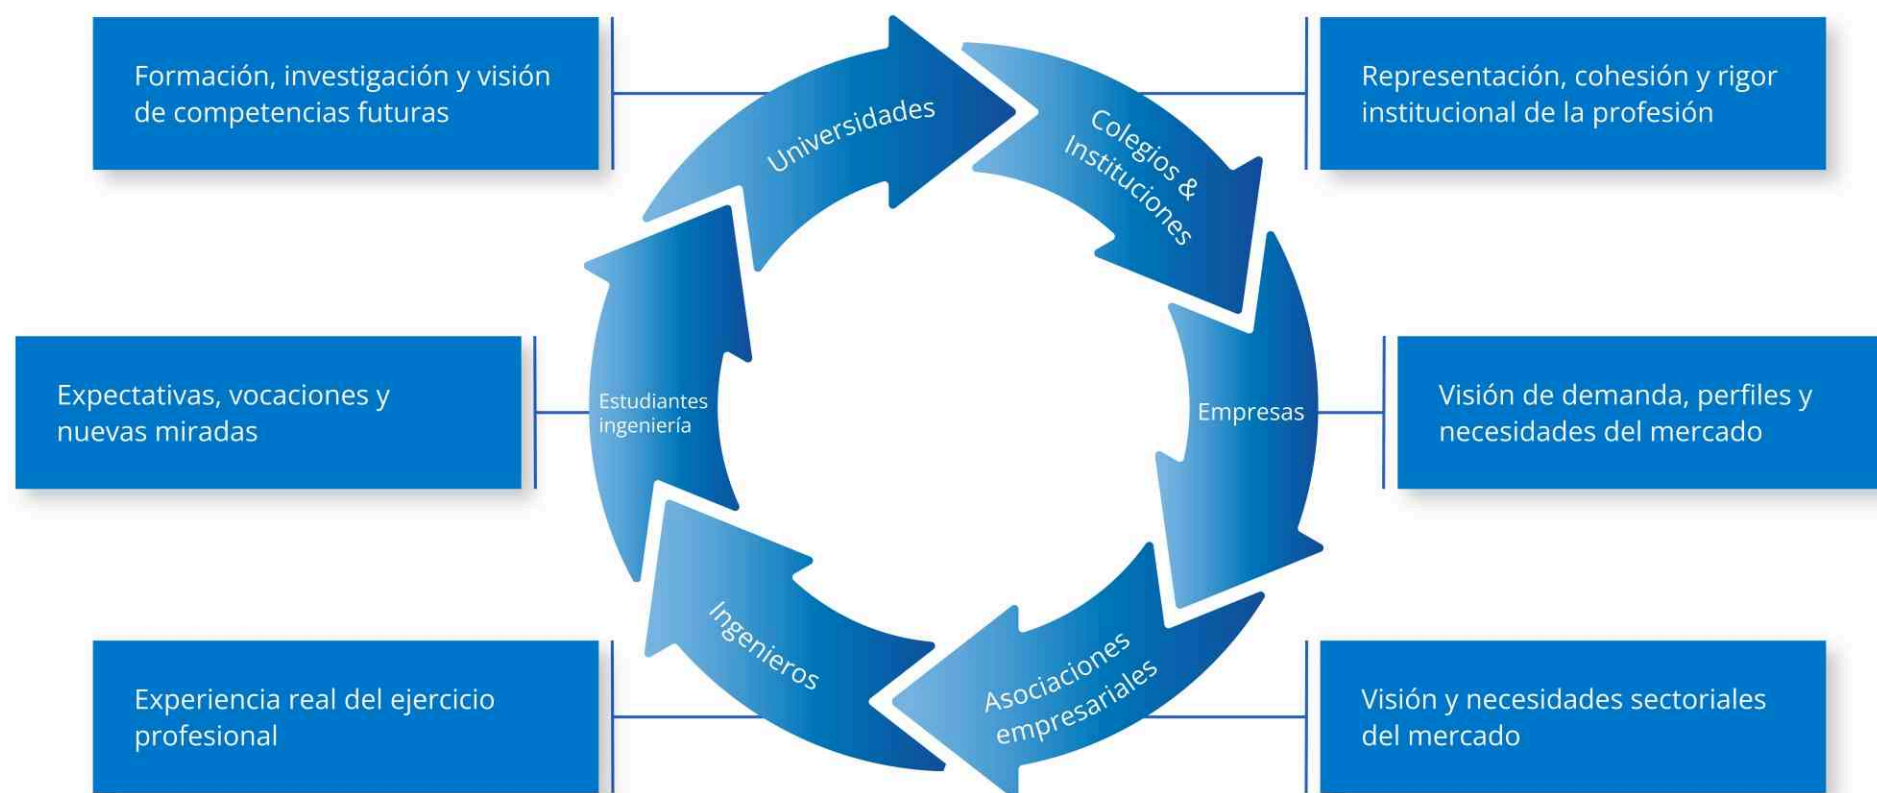 Formación, investigación y visión
de competencias futuras
Universidades
Colegios &
Instituciones
Representación, cohesión y rigor
institucional de la profesión
Expectativas, vocaciones y
nuevas miradas
Estudiantes
ingeniería
Empresas
Visión de demanda, perfiles y
necesidades del mercado
Experiencia real del ejercicio
profesional
Ingenieros
Asociaciones
empresariales
Visión y necesidades sectoriales
del mercado